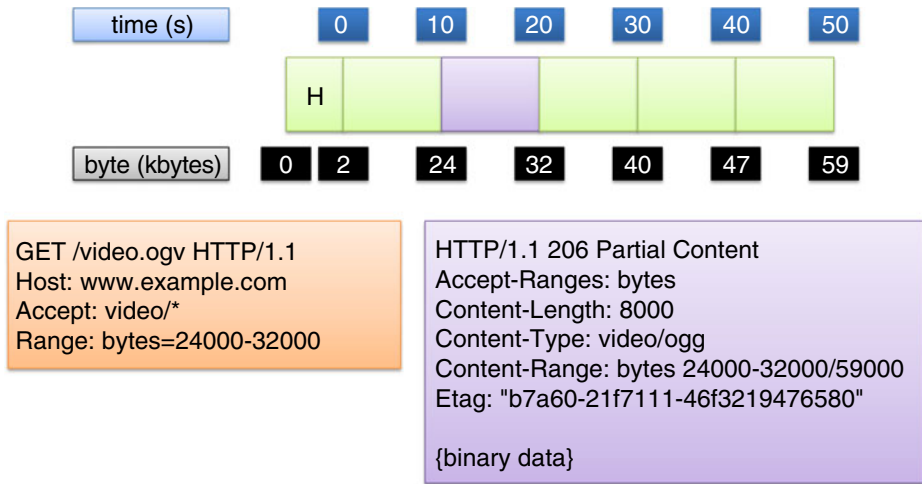 time (s) 0 10 20 30 40 50
H
byte (kbytes) 0 2 24 32 40 47 59
GET /video.ogv HTTP/1.1
Host: www.example.com
Accept: video/*
Range: bytes=24000-32000
HTTP/1.1 206 Partial Content
Accept-Ranges: bytes
Content-Length: 8000
Content-Type: video/ogg
Content-Range: bytes 24000-32000/59000
Etag: "b7a60-21f7111-46f3219476580"
{binary data}